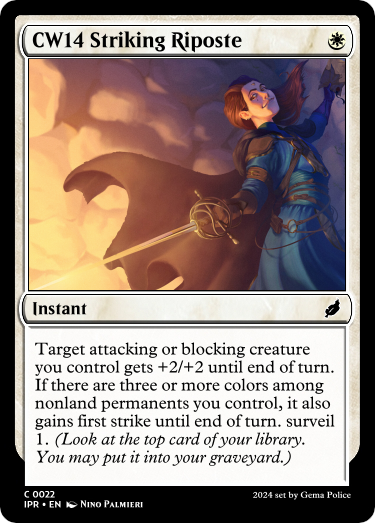 CW14 Striking Riposte
Instant
Target attacking or blocking creature
you control gets +2/+2 until end of turn.
If there are three or more colors among
nonland permanents you control, it also
gains first strike until end of turn. surveil
1. (Look at the top card of your library.
You may put it into your graveyard.)
C 0022
IPR • EN Nino Palmieri
2024 set by Gema Police